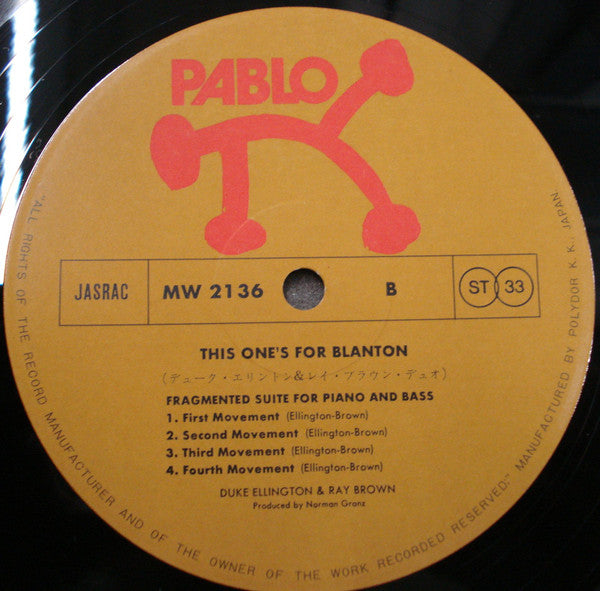 PABLO
JASRAC
MW 2136
B
ST 33
THIS ONE'S FOR BLANTON
(デューク・エリントン&レイ・ブラウン・デュオ)
FRAGMENTED SUITE FOR PIANO AND BASS
1. First Movement (Ellington-Brown)
2. Second Movement (Ellington-Brown)
3. Third Movement (Ellington-Brown)
4. Fourth Movement (Ellington-Brown)
DUKE ELLINGTON & RAY BROWN
Produced by Norman Granz
"ALL RIGHTS OF THE RECORD MANUFACTURER AND OF THE OWNER OF THE WORK RECORDED RESERVED." MANUFACTURED BY POLYDOR K.K. JAPAN.